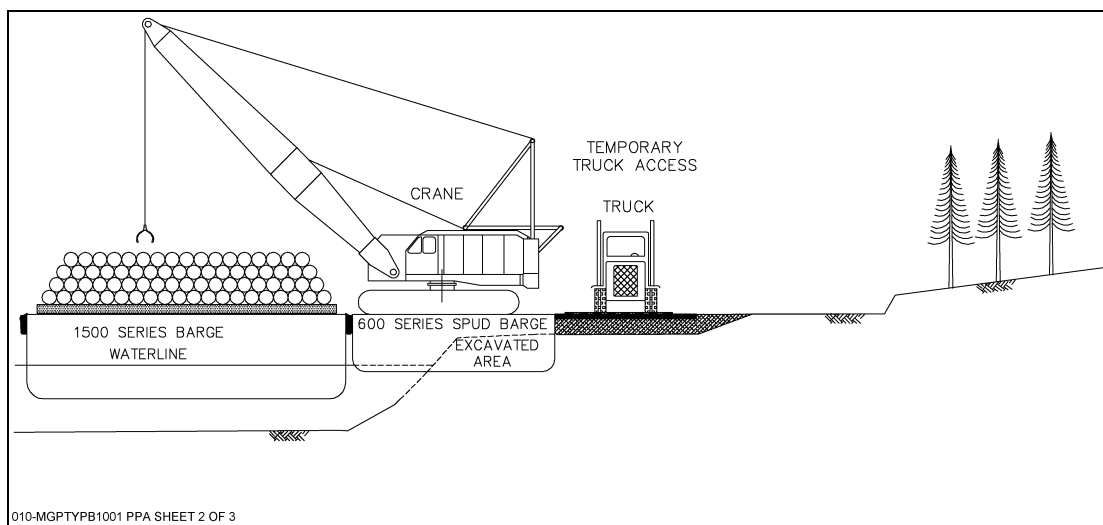 TEMPORARY
TRUCK ACCESS
CRANE
TRUCK
1500 SERIES BARGE
WATERLINE
600 SERIES SPUD BARGE
EXCAVATED
AREA
010-MGPTYPB1001 PPA SHEET 2 OF 3